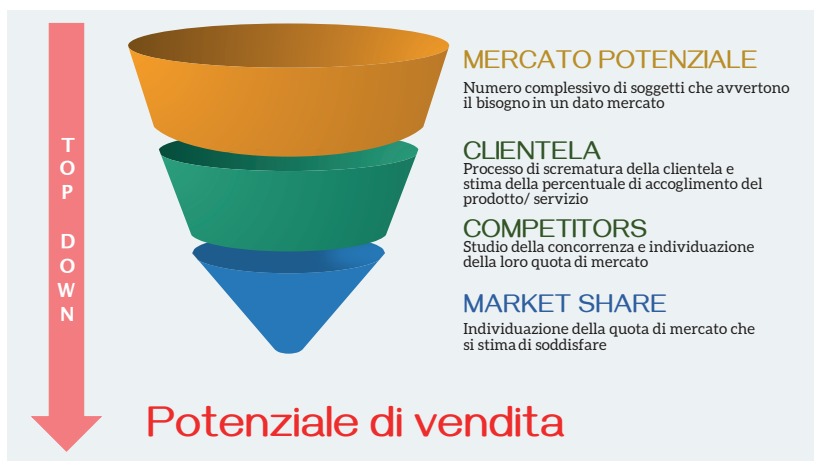 TOP DOWN
MERCATO POTENZIALE
Numero complessivo di soggetti che avvertono
il bisogno in un dato mercato
CLIENTELA
Processo di scrematura della clientela e
stima della percentuale di accoglimento del
prodotto/ servizio
COMPETITORS
Studio della concorrenza e individuazione
della loro quota di mercato
MARKET SHARE
Individuazione della quota di mercato che
si stima di soddisfare
Potenziale di vendita